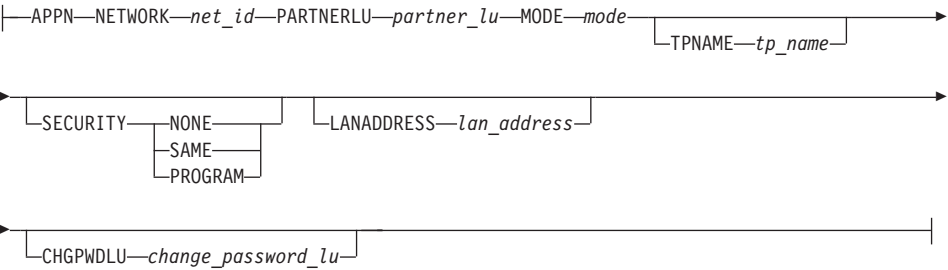 APPN NETWORK net_id PARTNERLU partner_lu MODE mode
TPNAME tp_name
SECURITY NONE LANADDRESS lan_address
SAME
PROGRAM
CHGPWDLU change_password_lu